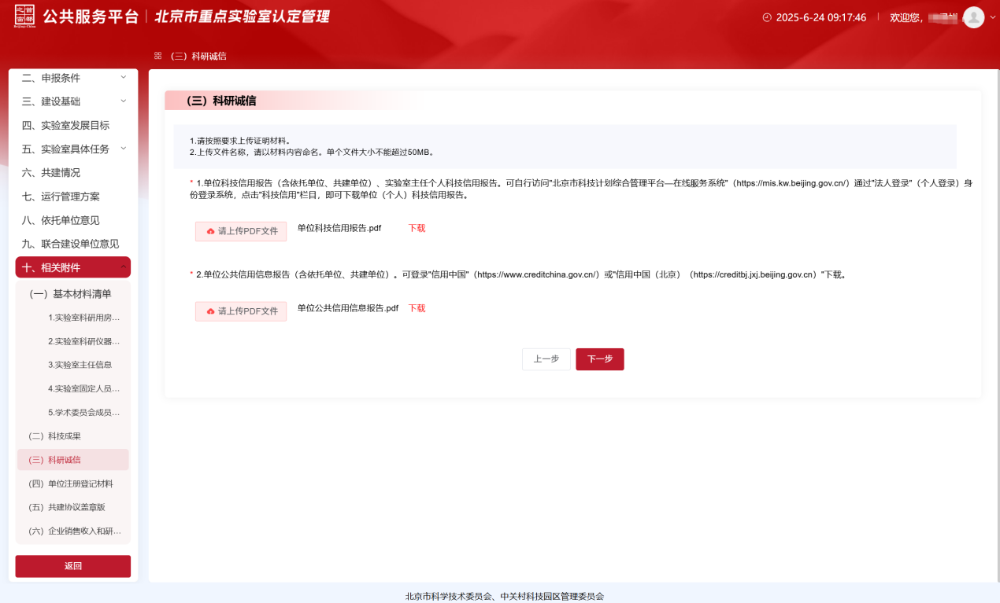 首都之窗
Beijing-China
公共服务平台 | 北京市重点实验室认定管理
2025-6-24 09:17:46
欢迎您，
（三）科研诚信
二、申报条件
三、建设基础
四、实验室发展目标
五、实验室具体任务
六、共建情况
七、运行管理方案
八、依托单位意见
九、联合建设单位意见
十、相关附件
（一）基本材料清单
1.实验室科研用房...
2.实验室科研仪器...
3.实验室主任信息
4.实验室固定人员...
5.学术委员会成员...
（二）科技成果
（三）科研诚信
（四）单位注册登记材料
（五）共建协议盖章版
（六）企业销售收入和研...
返回
（三）科研诚信
1.请按照要求上传证明材料。
2.上传文件名称，请以材料内容命名。单个文件大小不能超过50MB。
* 1.单位科技信用报告（含依托单位、共建单位）、实验室主任个人科技信用报告。可自行访问"北京市科技计划综合管理平台—在线服务系统"（https://mis.kw.beijing.gov.cn/）通过"法人登录"（个人登录）身
份登录系统，点击"科技信用"栏目，即可下载单位（个人）科技信用报告。
请上传PDF文件 单位科技信用报告.pdf 下载
* 2.单位公共信用信息报告（含依托单位、共建单位）。可登录"信用中国"（https://www.creditchina.gov.cn/）或"信用中国（北京）（https://creditbj.jxj.beijing.gov.cn）"下载。
请上传PDF文件 单位公共信用信息报告.pdf 下载
上一步 下一步
北京市科学技术委员会、中关村科技园区管理委员会